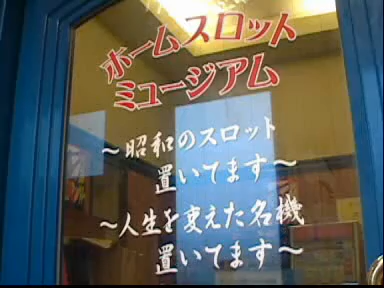 ホームスロット
ミュージアム
～昭和のスロット
置いてます～
～人生を変えた名機
置いてます～